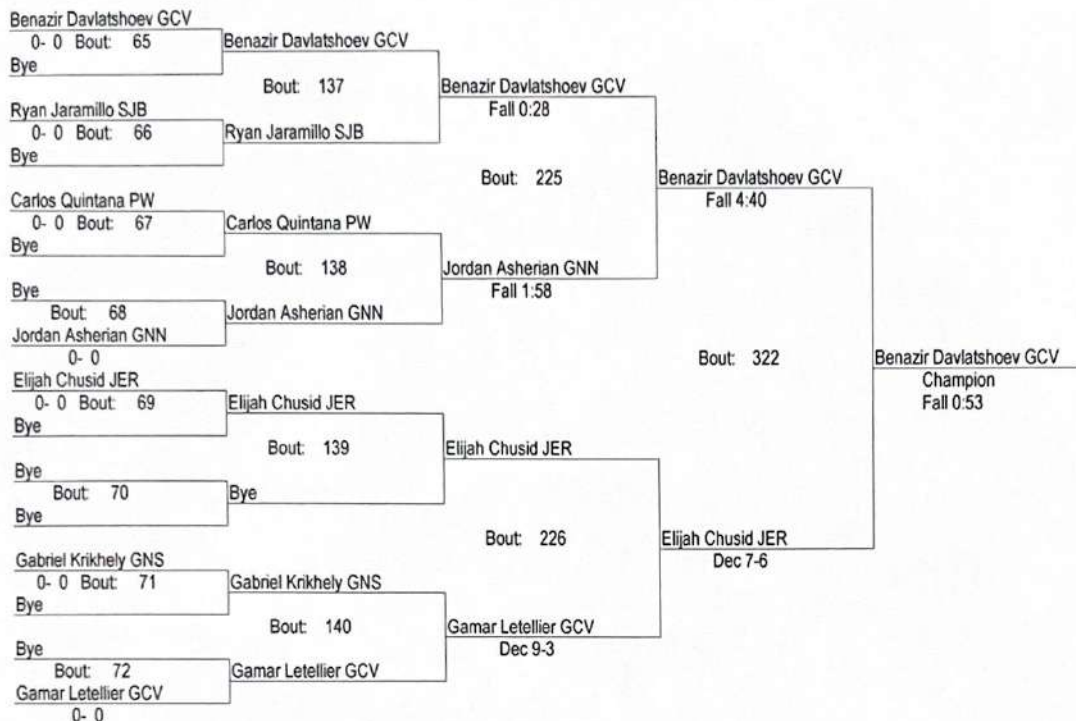 Benazir Davlatshoev GCV
0- 0 Bout: 65
Bye
Ryan Jaramillo SJB
0- 0 Bout: 66
Bye
Carlos Quintana PW
0- 0 Bout: 67
Bye
Bye
Bout: 68
Jordan Asherian GNN
0- 0
Elijah Chusid JER
0- 0 Bout: 69
Bye
Bye
Bout: 70
Bye
Gabriel Krikhely GNS
0- 0 Bout: 71
Bye
Bye
Bout: 72
Gamar Letellier GCV
0- 0
Benazir Davlatshoev GCV
Bout: 137
Ryan Jaramillo SJB
Carlos Quintana PW
Bout: 138
Jordan Asherian GNN
Elijah Chusid JER
Bout: 139
Bye
Gabriel Krikhely GNS
Bout: 140
Gamar Letellier GCV
Benazir Davlatshoev GCV
Fall 0:28
Bout: 225
Jordan Asherian GNN
Fall 1:58
Elijah Chusid JER
Bout: 226
Gamar Letellier GCV
Dec 9-3
Benazir Davlatshoev GCV
Fall 4:40
Bout: 322
Elijah Chusid JER
Dec 7-6
Benazir Davlatshoev GCV
Champion
Fall 0:53